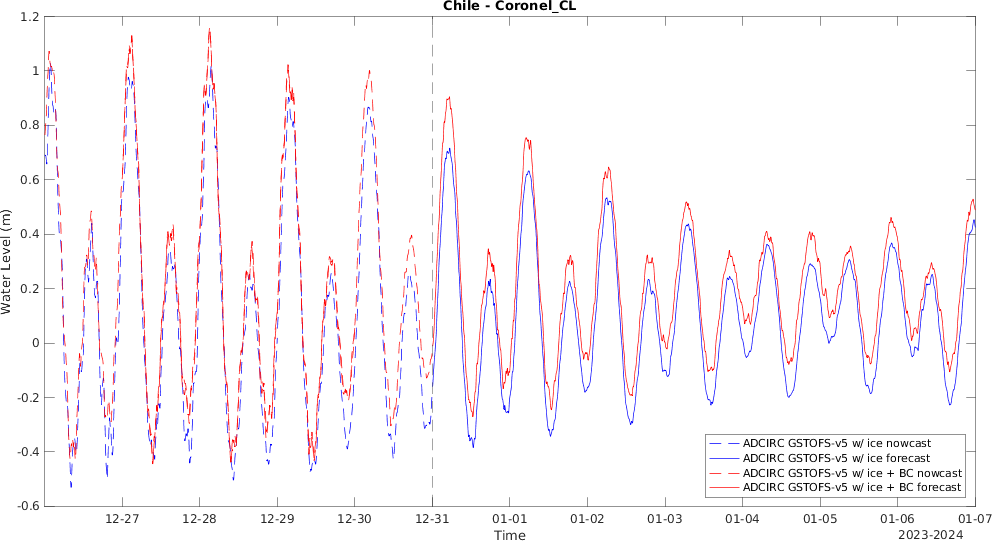 Chile - Coronel_CL
1.2
1
0.8
0.6
0.4
0.2
0
-0.2
-0.4
-0.6
Water Level (m)
ADCIRC GSTOFS-v5 w/ ice nowcast
ADCIRC GSTOFS-v5 w/ ice forecast
ADCIRC GSTOFS-v5 w/ ice + BC nowcast
ADCIRC GSTOFS-v5 w/ ice + BC forecast
12-27 12-28 12-29 12-30 12-31 01-01 01-02 01-03 01-04 01-05 01-06 01-07
Time
2023-2024